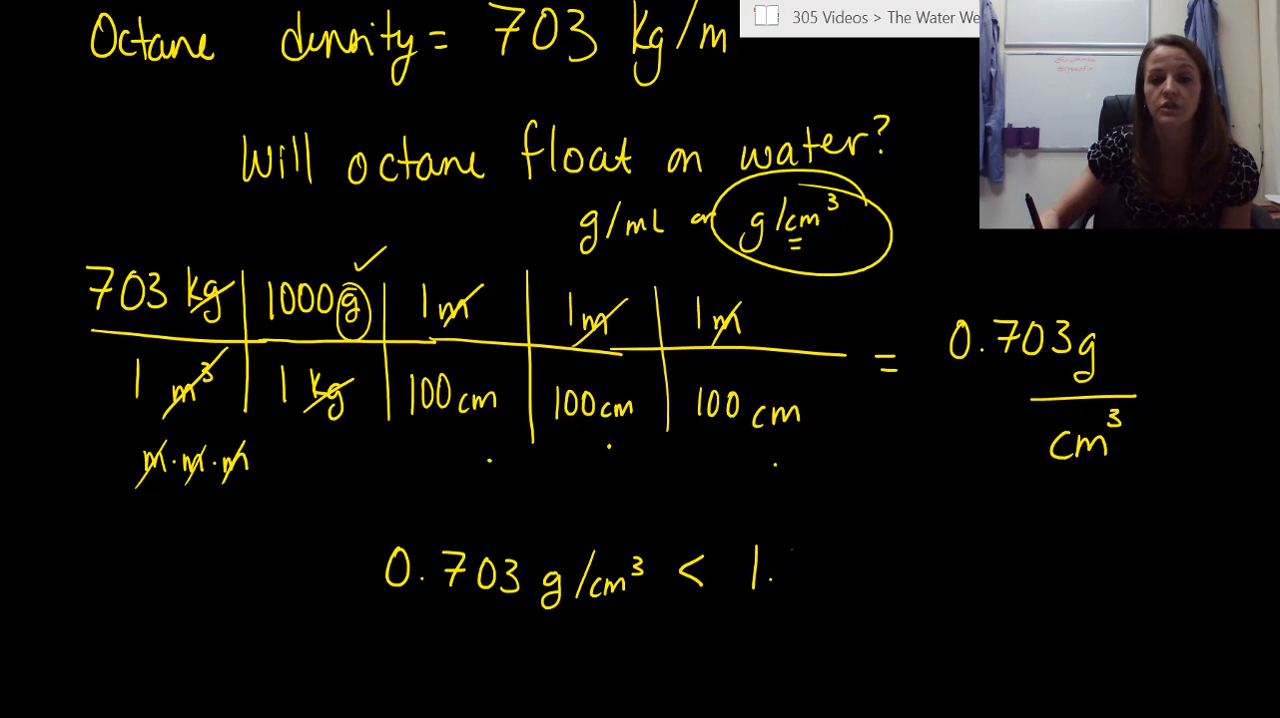 305 Videos > The Water We
Octane density = 703 kg/m
Will octane float on water?
g/mL or g/cm³
703 kg | 1000 g | 1 m | 1 m | 1 m
1 m³ | 1 kg | 100 cm | 100 cm | 100 cm
= 0.703 g
cm³
m · m · m
0.703 g/cm³ < 1.